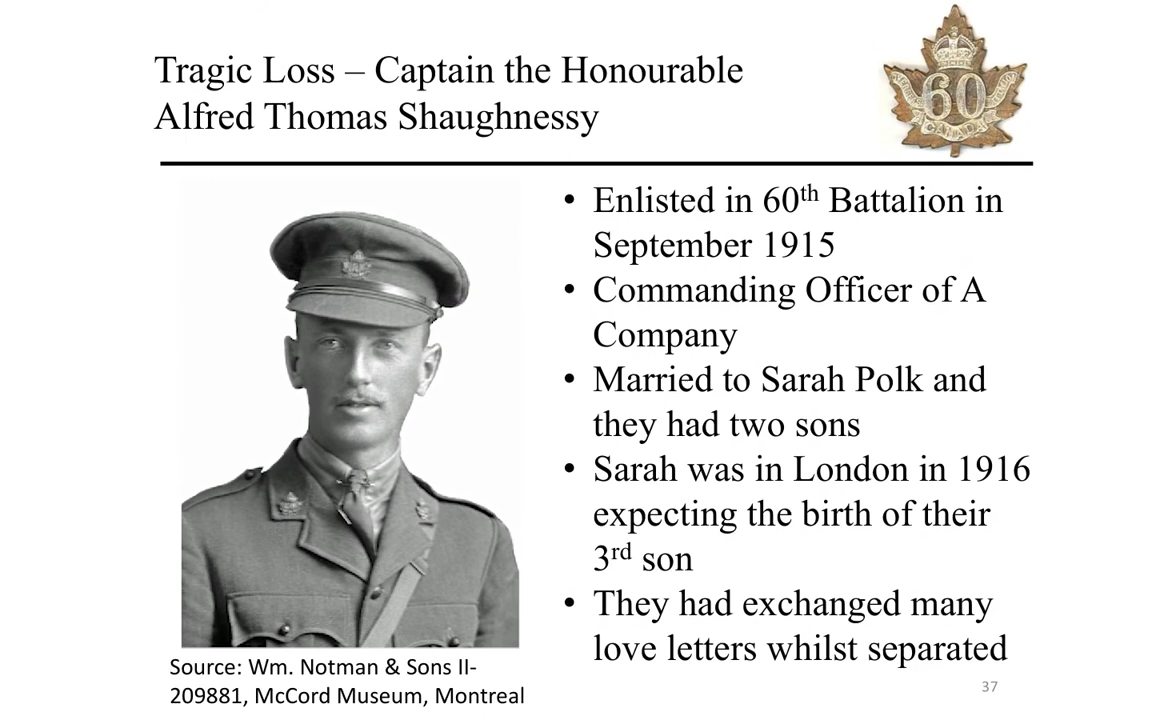 Tragic Loss – Captain the Honourable
Alfred Thomas Shaughnessy
60
CANADA
• Enlisted in 60th Battalion in
September 1915
• Commanding Officer of A
Company
• Married to Sarah Polk and
they had two sons
• Sarah was in London in 1916
expecting the birth of their
3rd son
• They had exchanged many
love letters whilst separated
Source: Wm. Notman & Sons II-
209881, McCord Museum, Montreal
37